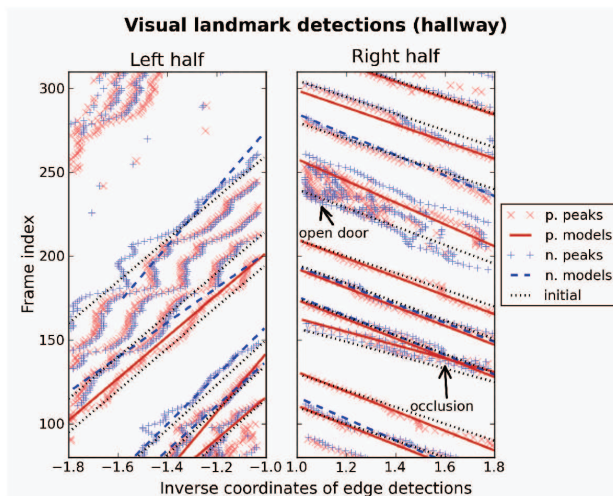 Visual landmark detections (hallway)
Left half
Right half
Frame index
300
250
200
150
100
open door
occlusion
p. peaks
p. models
n. peaks
n. models
initial
−1.8 −1.6 −1.4 −1.2 −1.0
1.0 1.2 1.4 1.6 1.8
Inverse coordinates of edge detections